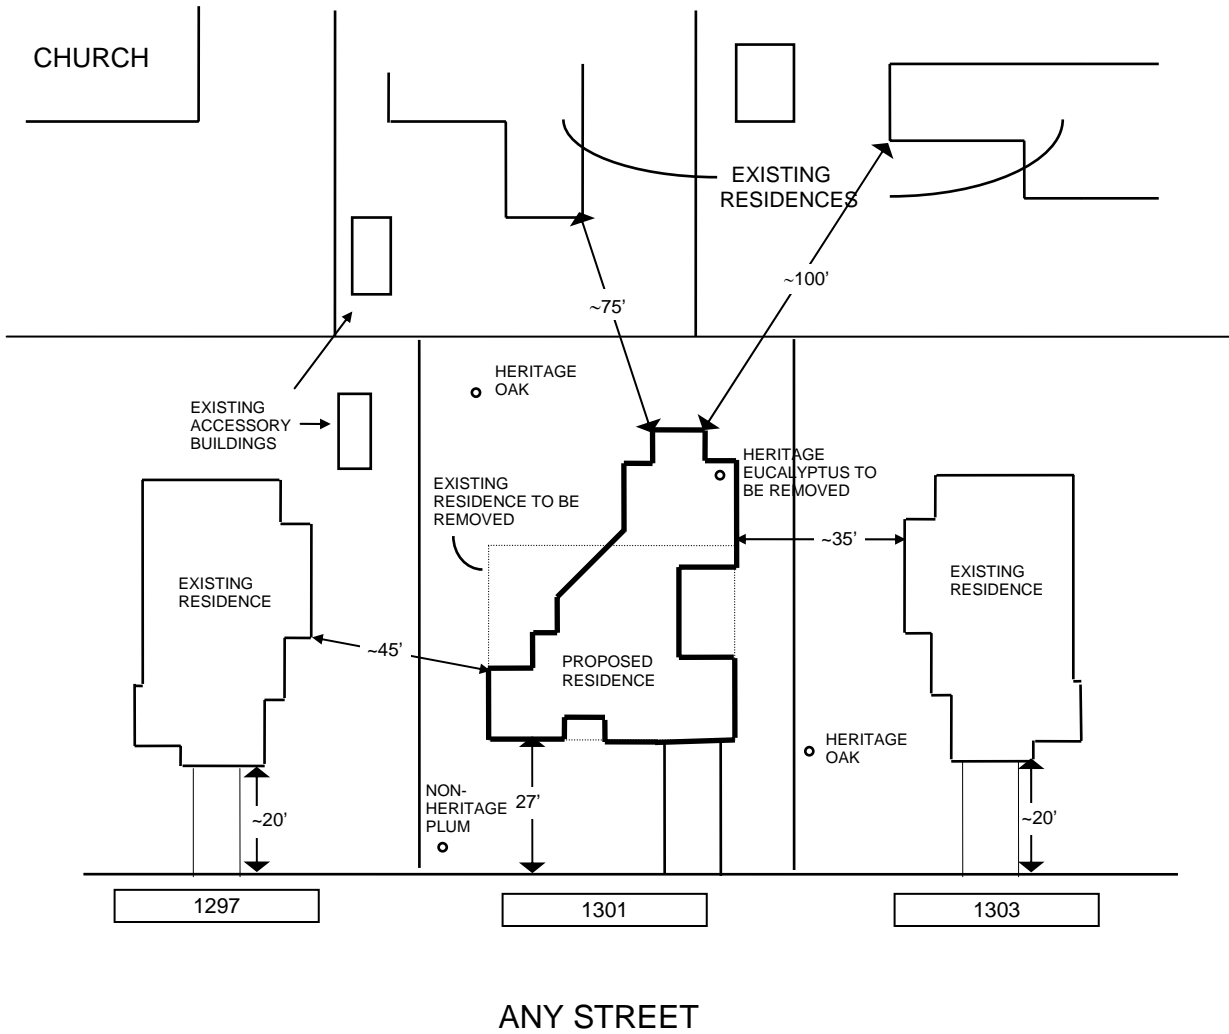 CHURCH
EXISTING
RESIDENCES
~100’
~75’
HERITAGE
OAK
EXISTING
ACCESSORY
BUILDINGS
HERITAGE
EUCALYPTUS TO
BE REMOVED
EXISTING
RESIDENCE TO BE
REMOVED
~35’
EXISTING
RESIDENCE
EXISTING
RESIDENCE
~45’
PROPOSED
RESIDENCE
HERITAGE
OAK
NON-
HERITAGE
PLUM
27’
~20’
~20’
1297
1301
1303
ANY STREET